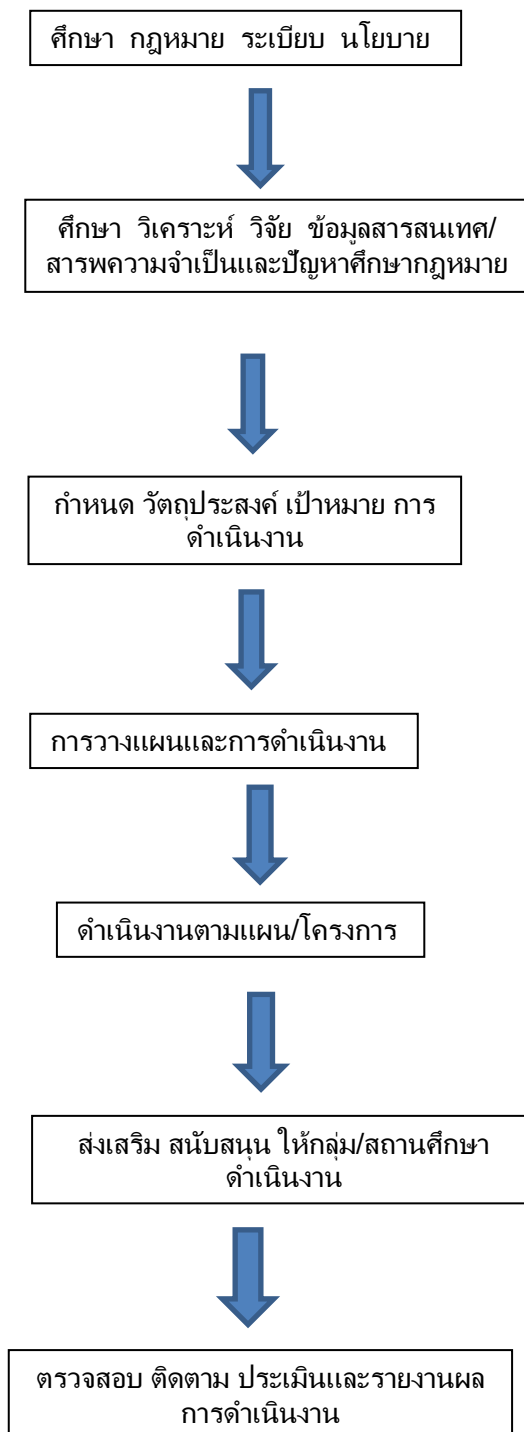 ศึกษา กฎหมาย ระเบียบ นโยบาย
ศึกษา วิเคราะห์ วิจัย ข้อมูลสารสนเทศ/
สารพความจำเป็นและปัญหาศึกษากฎหมาย
กำหนด วัตถุประสงค์ เป้าหมาย การ
ดำเนินงาน
การวางแผนและการดำเนินงาน
ดำเนินงานตามแผน/โครงการ
ส่งเสริม สนับสนุน ให้กลุ่ม/สถานศึกษา
ดำเนินงาน
ตรวจสอบ ติดตาม ประเมินและรายงานผล
การดำเนินงาน